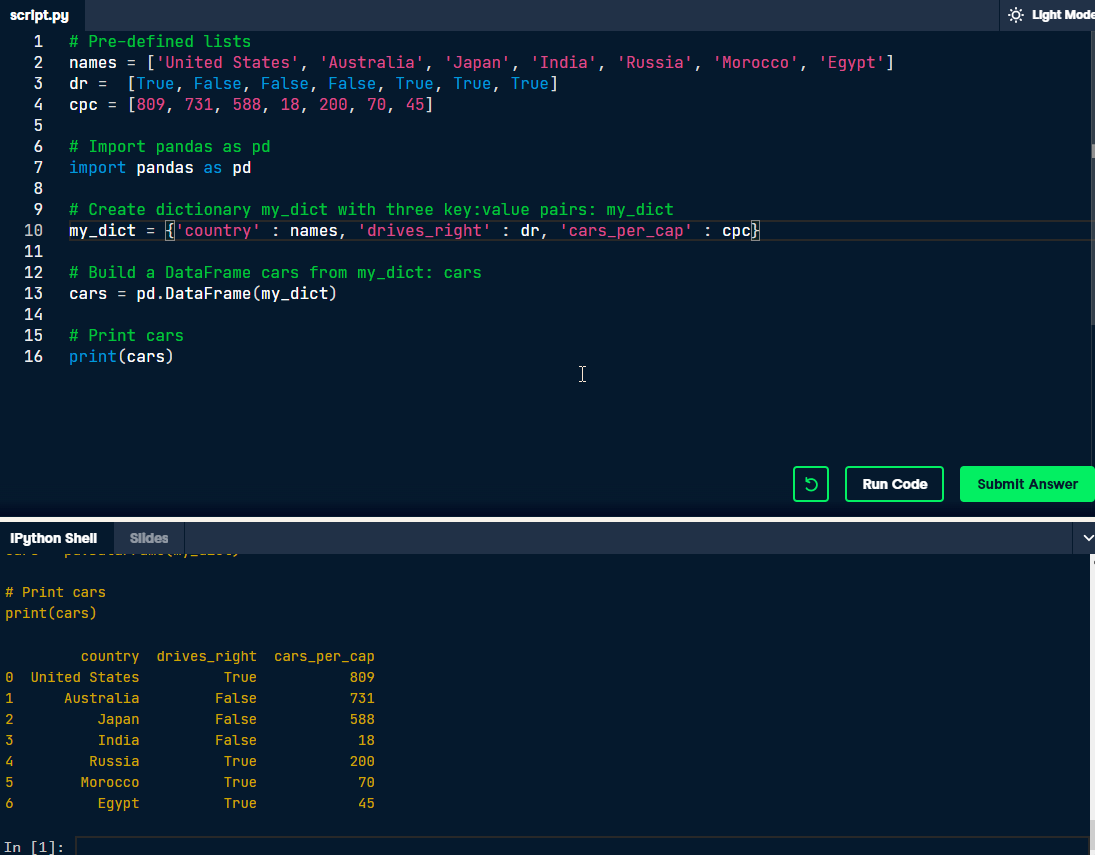 script.py
Light Mode
1 # Pre-defined lists
2 names = ['United States', 'Australia', 'Japan', 'India', 'Russia', 'Morocco', 'Egypt']
3 dr =  [True, False, False, False, True, True, True]
4 cpc = [809, 731, 588, 18, 200, 70, 45]
5
6 # Import pandas as pd
7 import pandas as pd
8
9 # Create dictionary my_dict with three key:value pairs: my_dict
10 my_dict = {'country' : names, 'drives_right' : dr, 'cars_per_cap' : cpc}
11
12 # Build a DataFrame cars from my_dict: cars
13 cars = pd.DataFrame(my_dict)
14
15 # Print cars
16 print(cars)
Run Code
Submit Answer
IPython Shell
Slides
cars = pd.DataFrame(my_dict)
# Print cars
print(cars)
country drives_right cars_per_cap
0 United States True 809
1 Australia False 731
2 Japan False 588
3 India False 18
4 Russia True 200
5 Morocco True 70
6 Egypt True 45
In [1]: